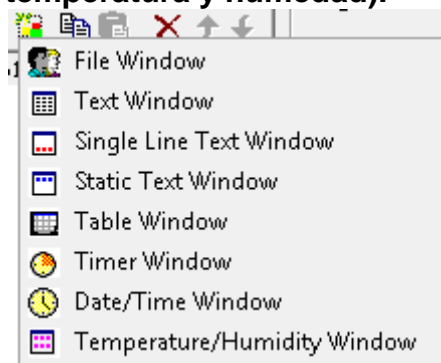 temperatura y humedad).
File Window
Text Window
Single Line Text Window
Static Text Window
Table Window
Timer Window
Date/Time Window
Temperature/Humidity Window